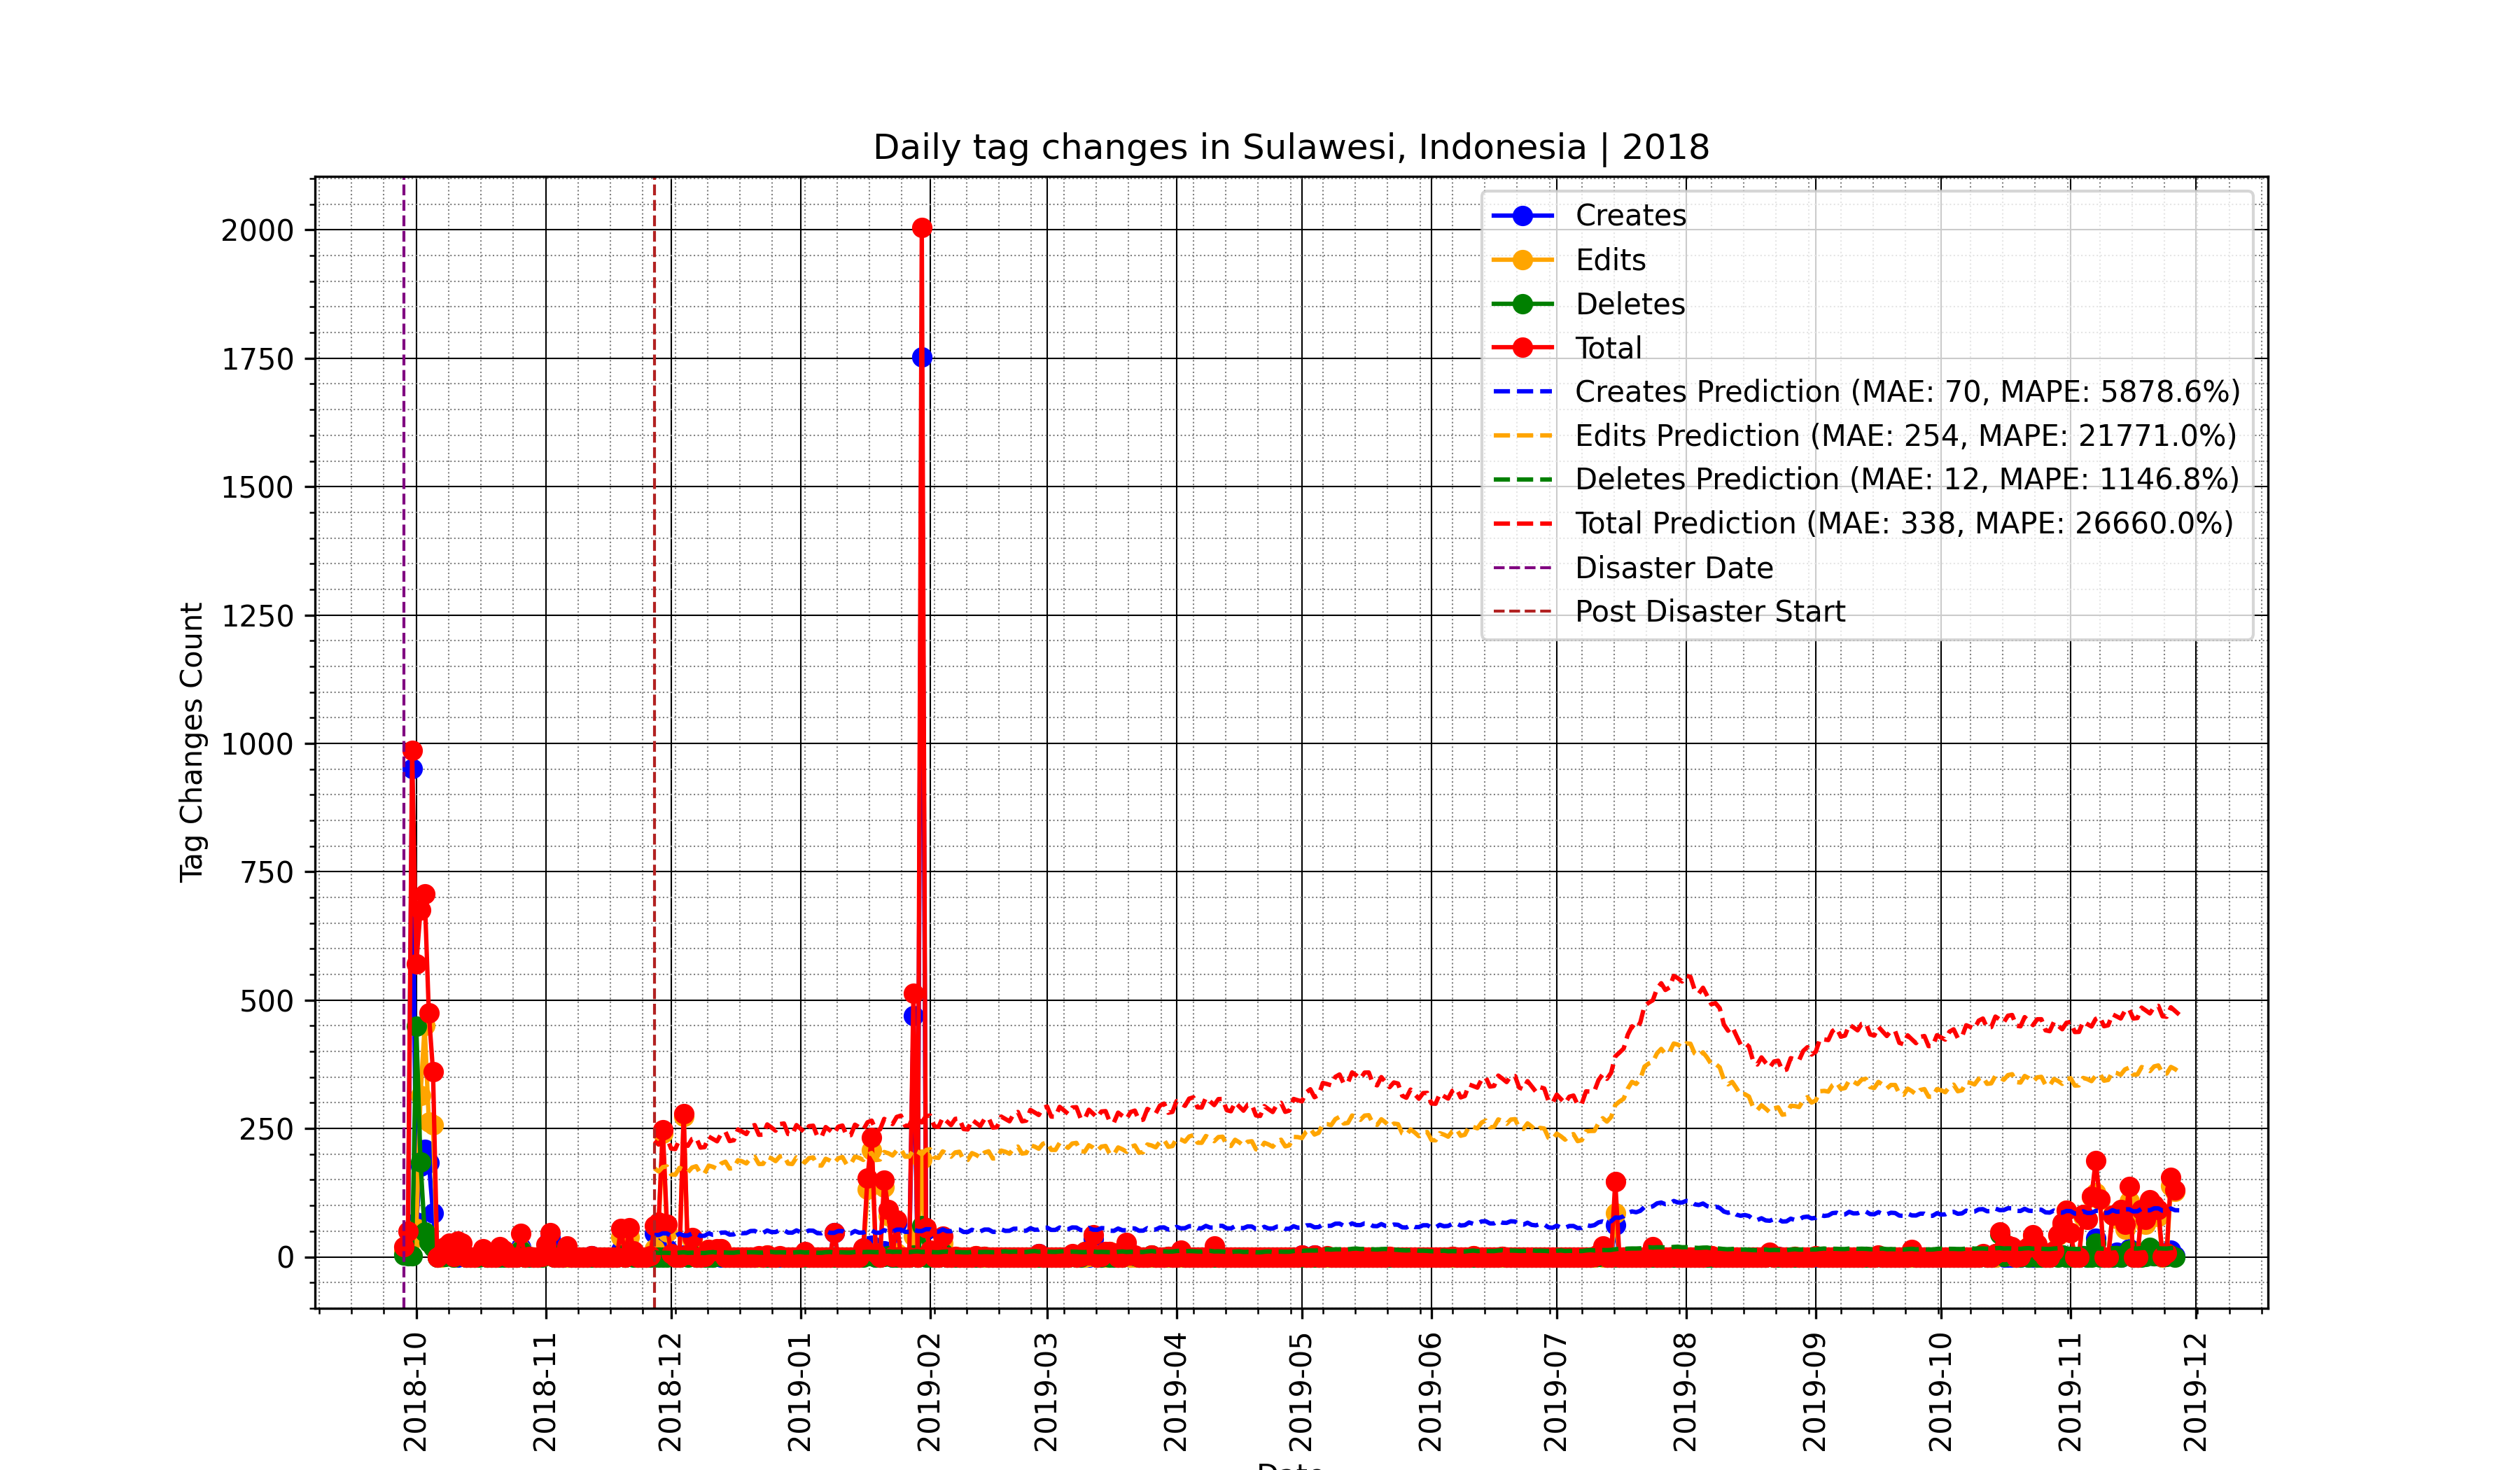 Daily tag changes in Sulawesi, Indonesia | 2018
Tag Changes Count
2000
1750
1500
1250
1000
750
500
250
0
Creates
Edits
Deletes
Total
Creates Prediction (MAE: 70, MAPE: 5878.6%)
Edits Prediction (MAE: 254, MAPE: 21771.0%)
Deletes Prediction (MAE: 12, MAPE: 1146.8%)
Total Prediction (MAE: 338, MAPE: 26660.0%)
Disaster Date
Post Disaster Start
2018-10
2018-11
2018-12
2019-01
2019-02
2019-03
2019-04
2019-05
2019-06
2019-07
2019-08
2019-09
2019-10
2019-11
2019-12
Date